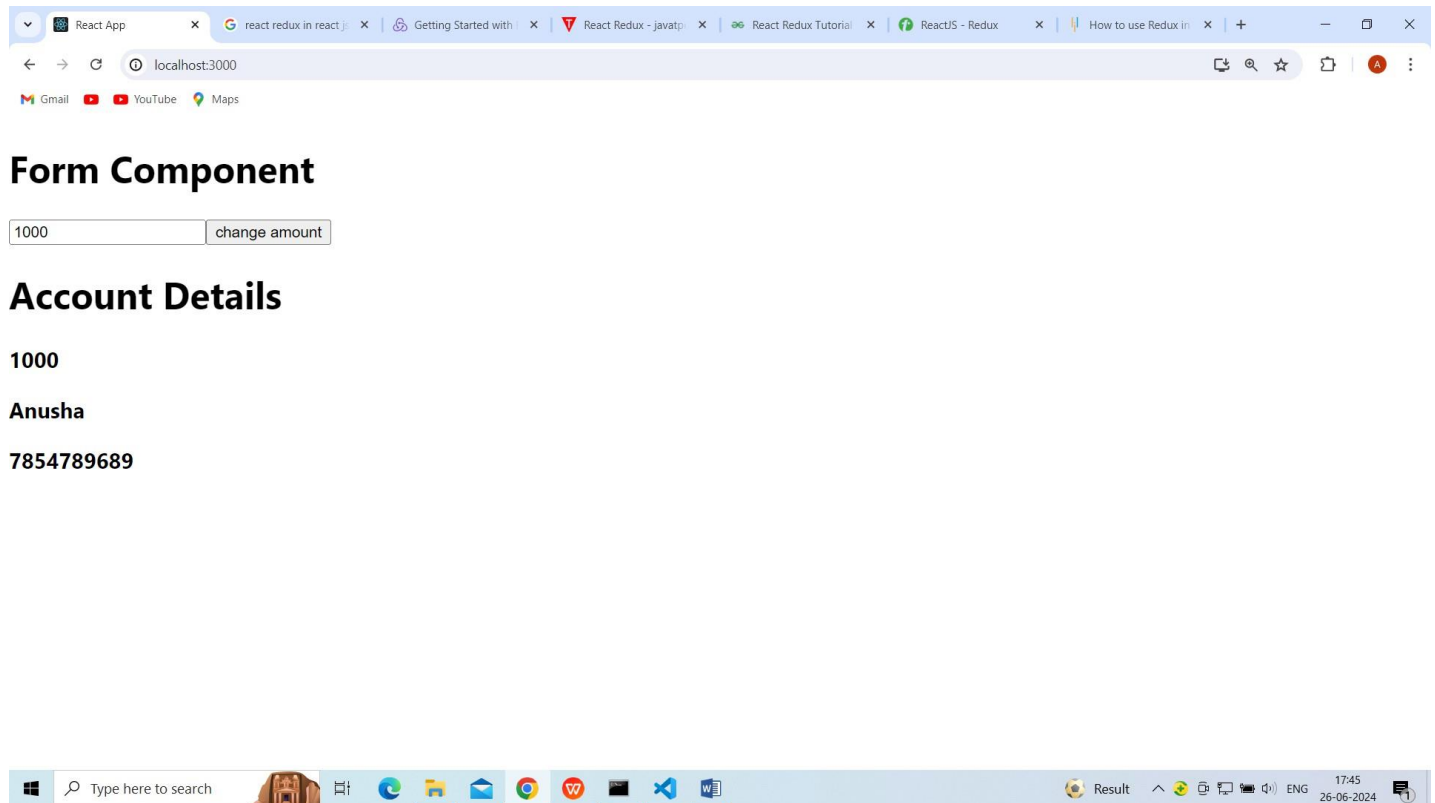 React App
react redux in react js
Getting Started with
React Redux - javatp
React Redux Tutorial
ReactJS - Redux
How to use Redux in
localhost:3000
A
Gmail
YouTube
Maps
Form Component
1000 change amount
Account Details
1000
Anusha
7854789689
Type here to search
Result
ENG
17:45
26-06-2024
1